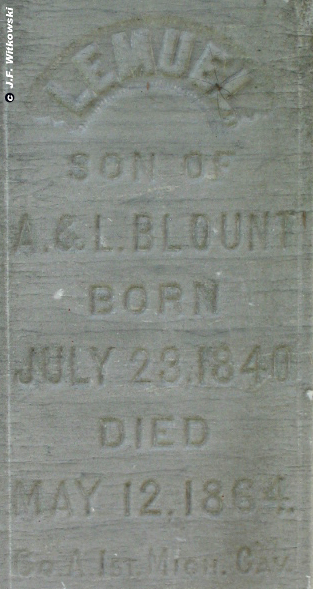 © J.F. Witkowski
LEMUEL
SON OF
A. & L. BLOUNT
BORN
JULY 23. 1840
DIED
MAY 12, 1864.
Co. A. 1st. Mich. Cav.